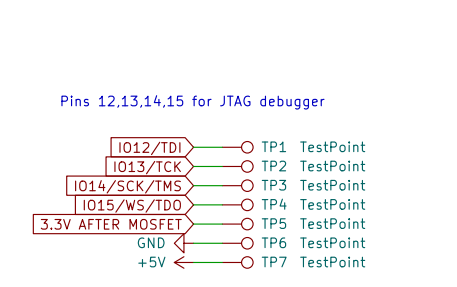 Pins 12,13,14,15 for JTAG debugger
IO12/TDI TP1 TestPoint
IO13/TCK TP2 TestPoint
IO14/SCK/TMS TP3 TestPoint
IO15/WS/TDO TP4 TestPoint
3.3V AFTER MOSFET TP5 TestPoint
GND TP6 TestPoint
+5V TP7 TestPoint